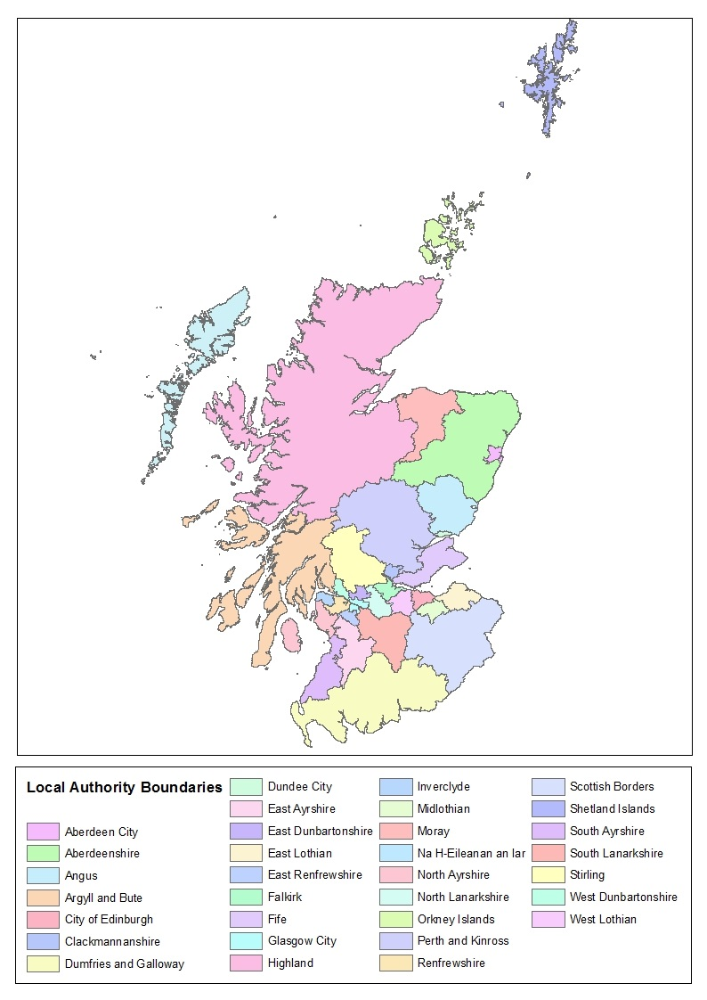 Local Authority Boundaries
Aberdeen City
Aberdeenshire
Angus
Argyll and Bute
City of Edinburgh
Clackmannanshire
Dumfries and Galloway
Dundee City
East Ayrshire
East Dunbartonshire
East Lothian
East Renfrewshire
Falkirk
Fife
Glasgow City
Highland
Inverclyde
Midlothian
Moray
Na H-Eileanan an Iar
North Ayrshire
North Lanarkshire
Orkney Islands
Perth and Kinross
Renfrewshire
Scottish Borders
Shetland Islands
South Ayrshire
South Lanarkshire
Stirling
West Dunbartonshire
West Lothian